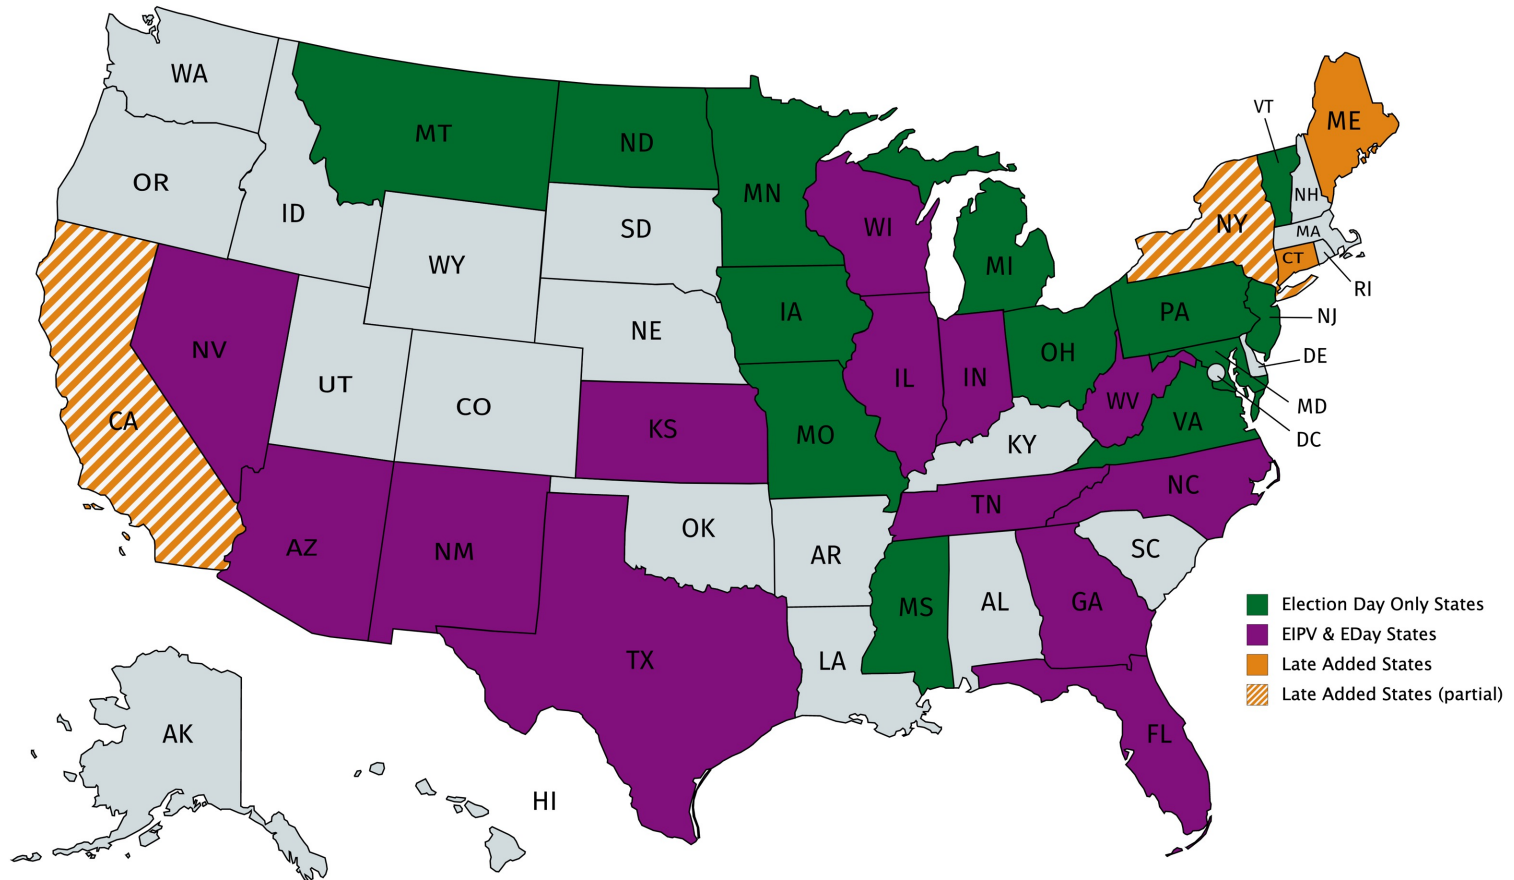 WA
MT
ND
MN
OR
ID
SD
WY
WI
MI
VT
ME
NH
NY
MA
CT
RI
NJ
DE
MD
DC
IA
NE
PA
OH
NV
UT
CO
IL
IN
WV
VA
CA
KS
MO
KY
NC
TN
OK
AZ
NM
AR
SC
MS
AL
GA
TX
LA
FL
AK
HI
Election Day Only States
EIPV & EDay States
Late Added States
Late Added States (partial)